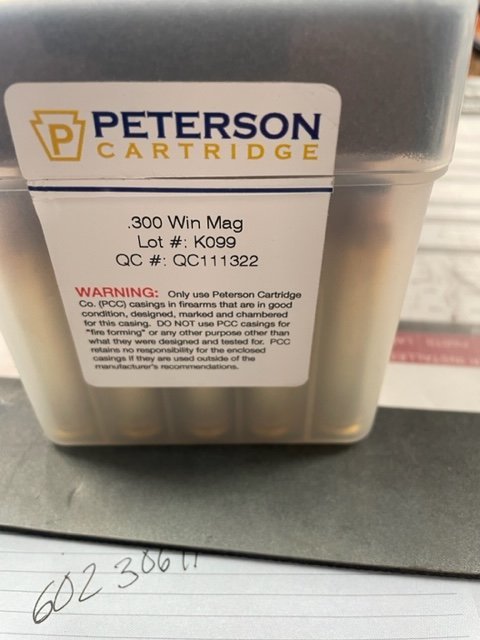 P PETERSON
CARTRIDGE
.300 Win Mag
Lot #: K099
QC #: QC111322
WARNING: Only use Peterson Cartridge
Co. (PCC) casings in firearms that are in good
condition, designed, marked and chambered
for this casing. DO NOT use PCC casings for
"fire forming" or any other purpose other than
what they were designed and tested for. PCC
retains no responsibility for the enclosed
casings if they are used outside of the
manufacturer's recommendations.